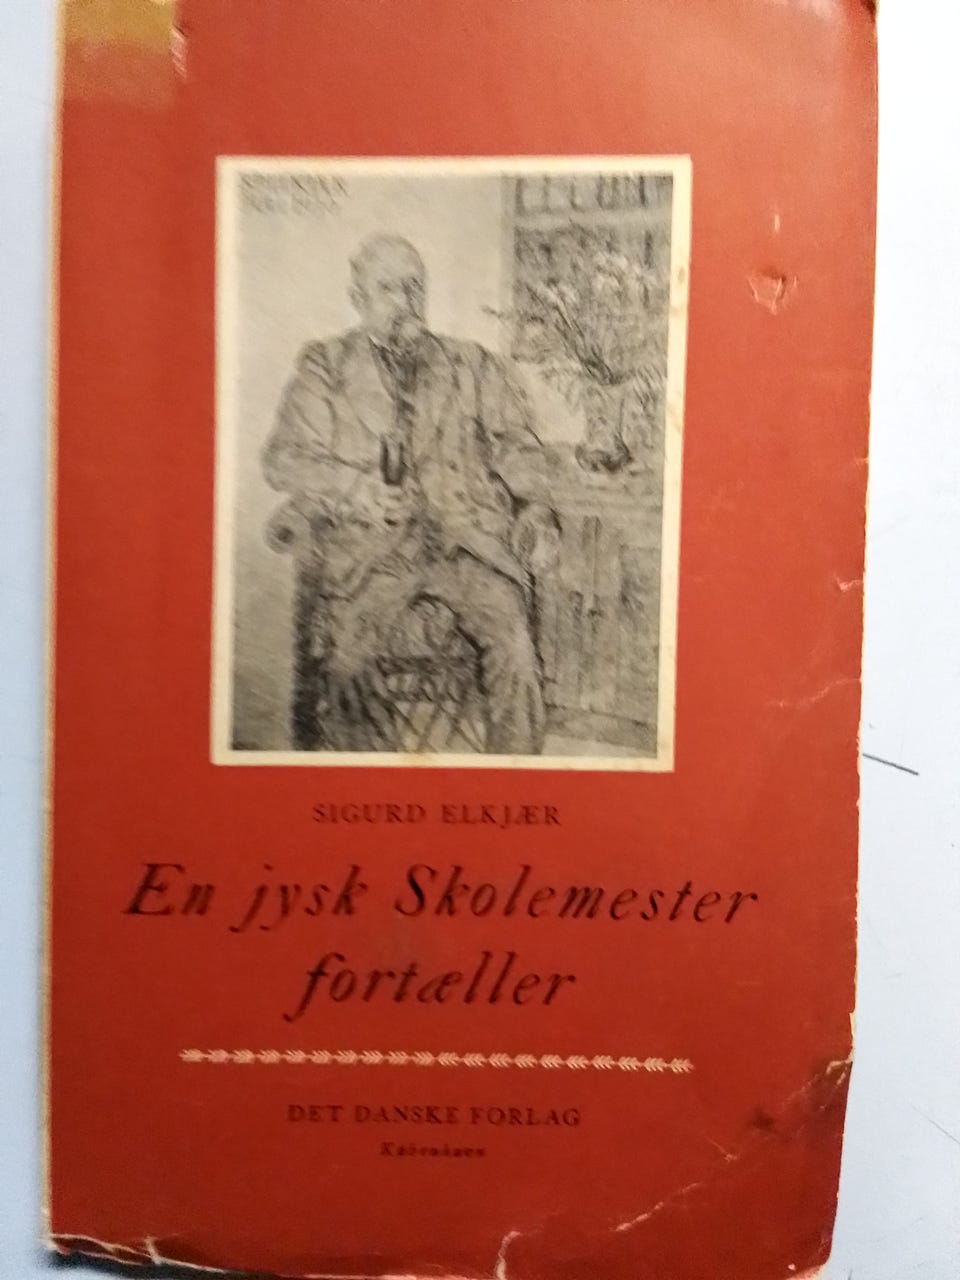 SIGURD ELKJÆR
En jysk Skolemester
fortæller
DET DANSKE FORLAG
København